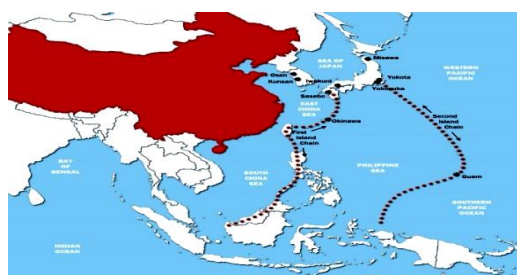 SEA OF
JAPAN
Misawa
WESTERN
PACIFIC
OCEAN
Osan
Kunsan
Iwakuni
Yokota
Yokosuka
Sasebo
EAST
CHINA
SEA
Okinawa
First
Island
Chain
Second
Island
Chain
BAY
OF
BENGAL
SOUTH
CHINA
SEA
PHILIPPINE
SEA
Guam
SOUTHERN
PACIFIC
OCEAN
INDIAN
OCEAN